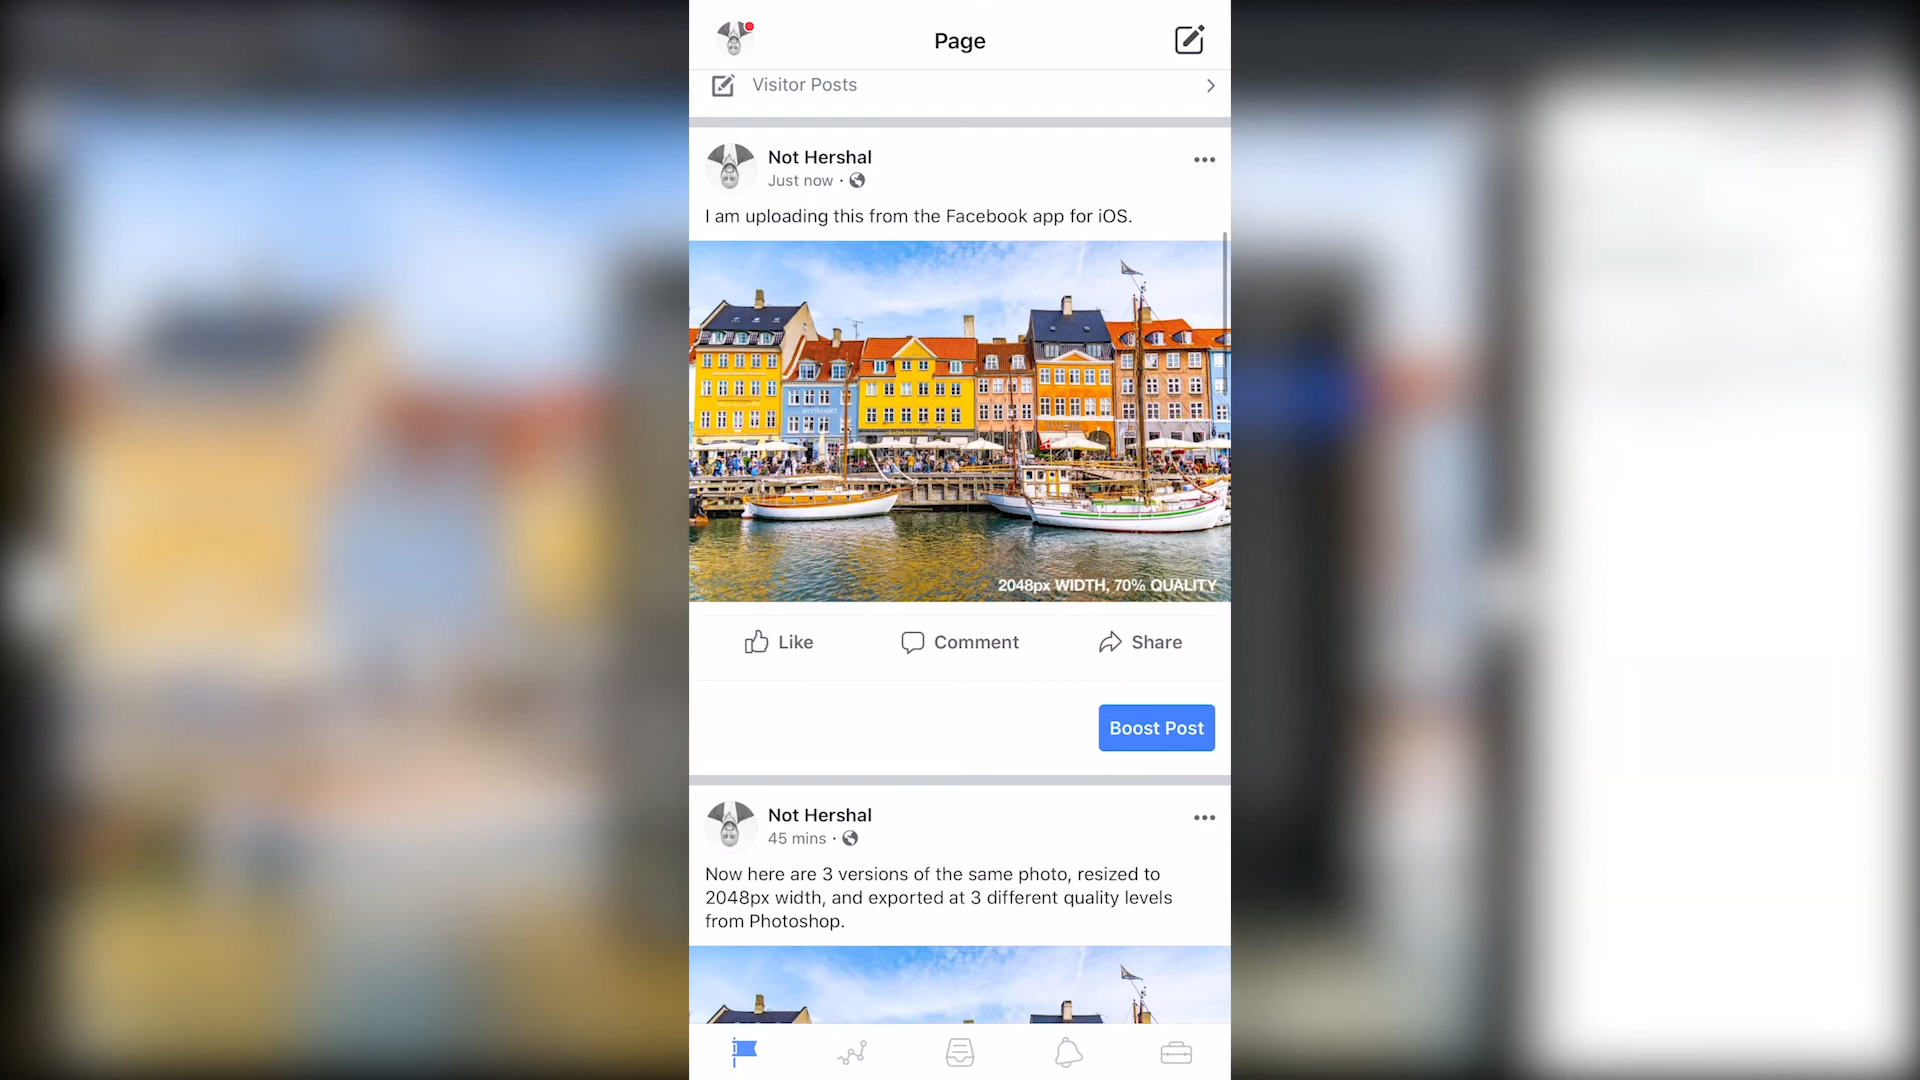 Page
Visitor Posts
Not Hershal
Just now ·
I am uploading this from the Facebook app for iOS.
2048px WIDTH, 70% QUALITY
Like
Comment
Share
Boost Post
Not Hershal
45 mins ·
Now here are 3 versions of the same photo, resized to
2048px width, and exported at 3 different quality levels
from Photoshop.